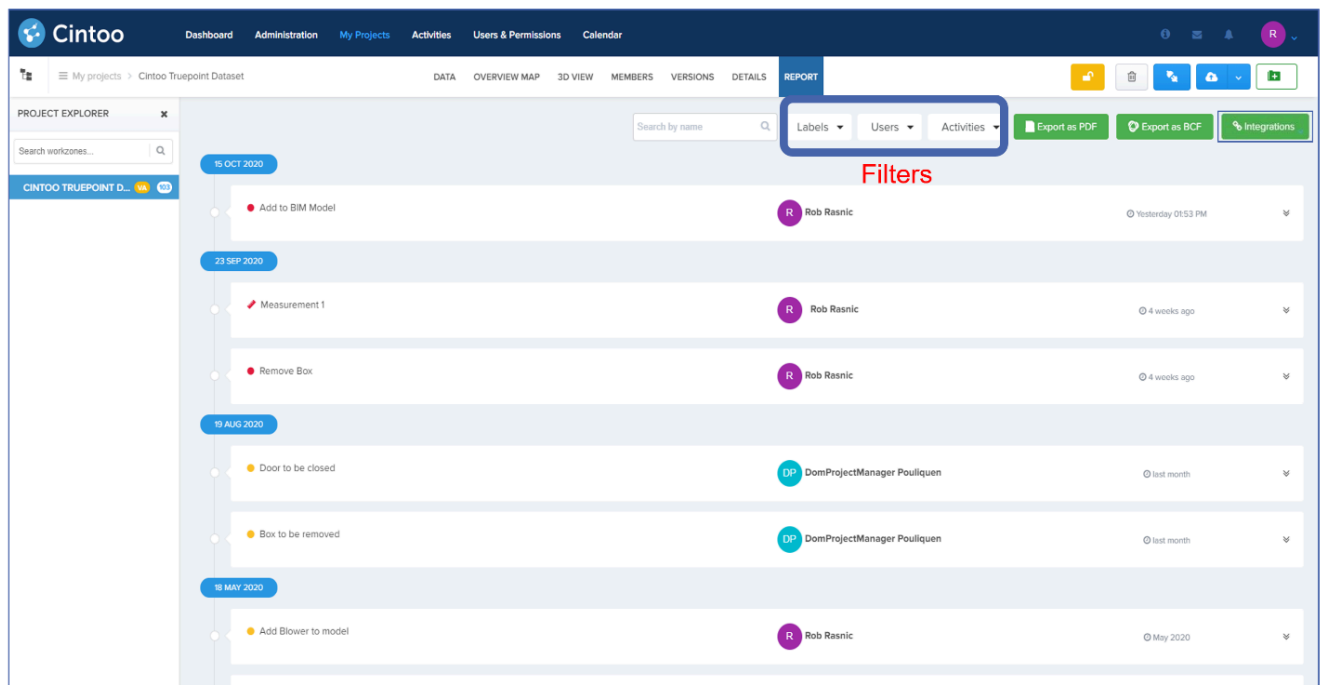 Cintoo
Dashboard Administration My Projects Activities Users & Permissions Calendar R
My projects > Cintoo Truepoint Dataset DATA OVERVIEW MAP 3D VIEW MEMBERS VERSIONS DETAILS REPORT
PROJECT EXPLORER x
Search by name Labels Users Activities Export as PDF Export as BCF Integrations
Search workzones...
15 OCT 2020
Filters
CINTOO TRUEPOINT D... VA 103
Add to BIM Model R Rob Rasnic Yesterday 01:53 PM
23 SEP 2020
Measurement 1 R Rob Rasnic 4 weeks ago
Remove Box R Rob Rasnic 4 weeks ago
19 AUG 2020
Door to be closed DP DomProjectManager Pouliquen last month
Box to be removed DP DomProjectManager Pouliquen last month
18 MAY 2020
Add Blower to model R Rob Rasnic May 2020